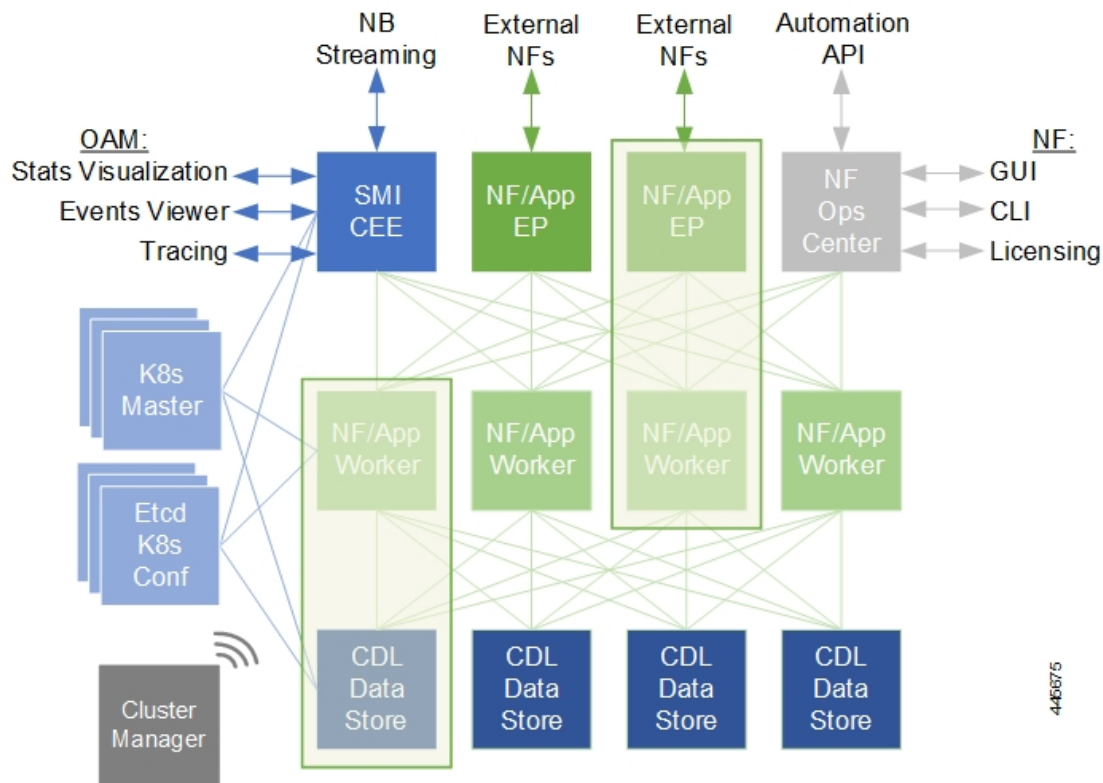 NB
Streaming
External
NFs
External
NFs
Automation
API
OAM:
Stats Visualization
Events Viewer
Tracing
SMI
CEE
NF/App
EP
NF/App
EP
NF
Ops
Center
NF:
GUI
CLI
Licensing
K8s
Master
NF/App
Worker
NF/App
Worker
NF/App
Worker
NF/App
Worker
Etcd
K8s
Conf
Cluster
Manager
CDL
Data
Store
CDL
Data
Store
CDL
Data
Store
CDL
Data
Store
445675